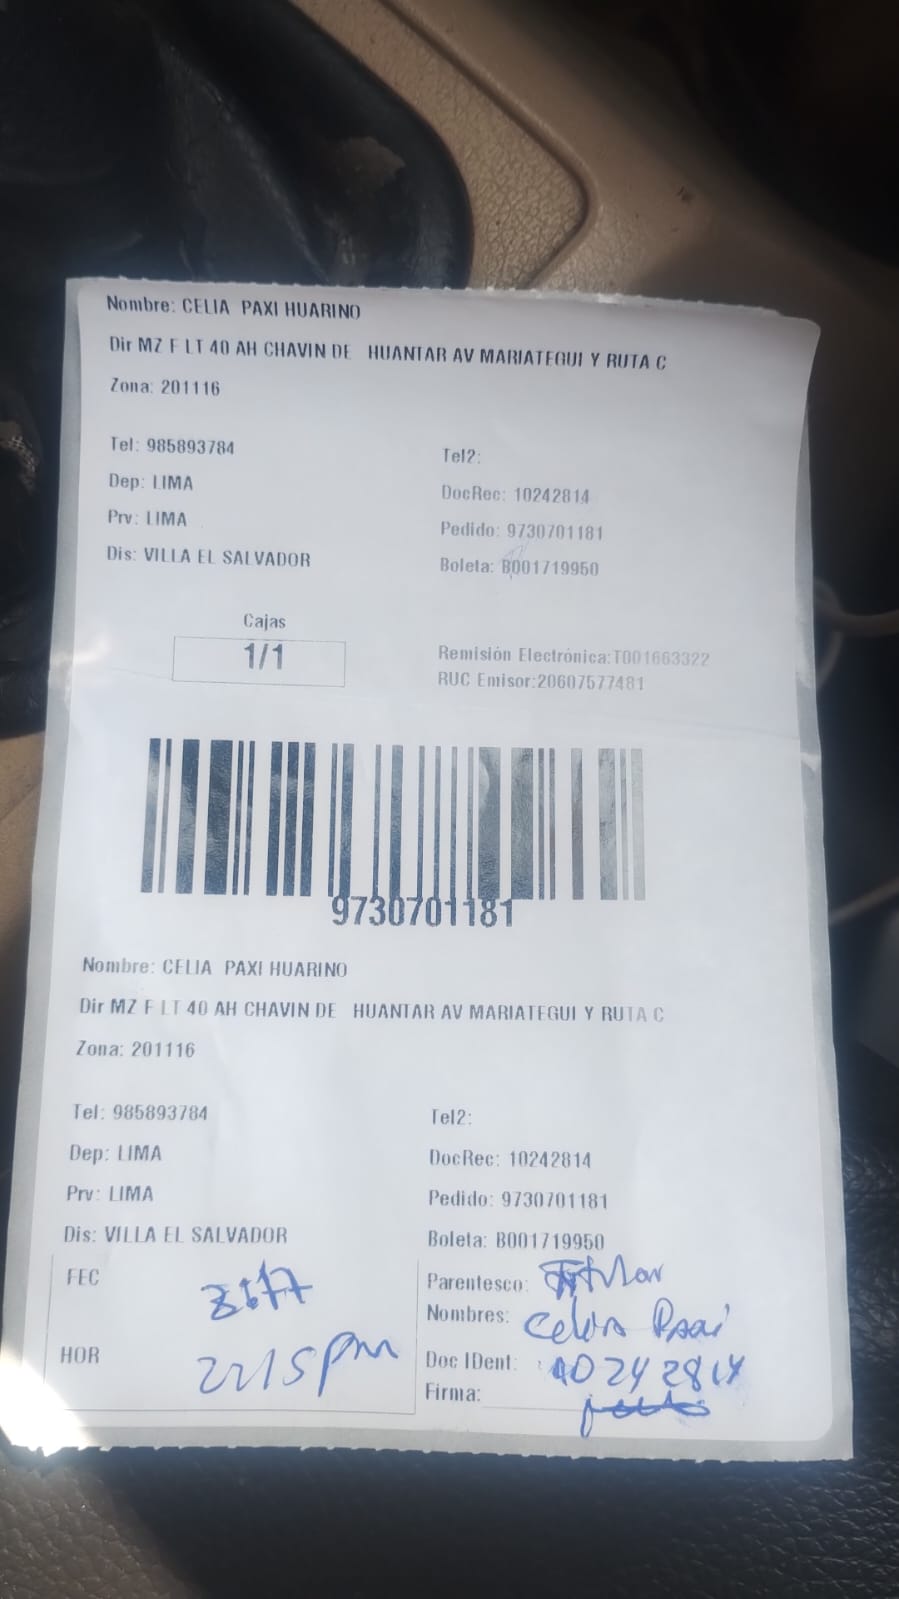 Nombre: CELIA PAXI HUARINO
Dir MZ F LT 40 AH CHAVIN DE HUANTAR AV MARIATEGUI Y RUTA C
Zona: 201116
Tel: 985893784
Tel2:
Dep: LIMA
DocRec: 10242814
Prv: LIMA
Pedido: 9730701181
Dis: VILLA EL SALVADOR
Boleta: B001719950
Cajas
1/1
Remisión Electrónica:T001663322
RUC Emisor:20607577481
9730701181
Nombre: CELIA PAXI HUARINO
Dir MZ F LT 40 AH CHAVIN DE HUANTAR AV MARIATEGUI Y RUTA C
Zona: 201116
Tel: 985893784
Tel2:
Dep: LIMA
DocRec: 10242814
Prv: LIMA
Pedido: 9730701181
Dis: VILLA EL SALVADOR
Boleta: B001719950
FEC
Parentesco: Titular
Nombres: Celia Paxi
HOR
Doc IDent: 10242814
Firma: